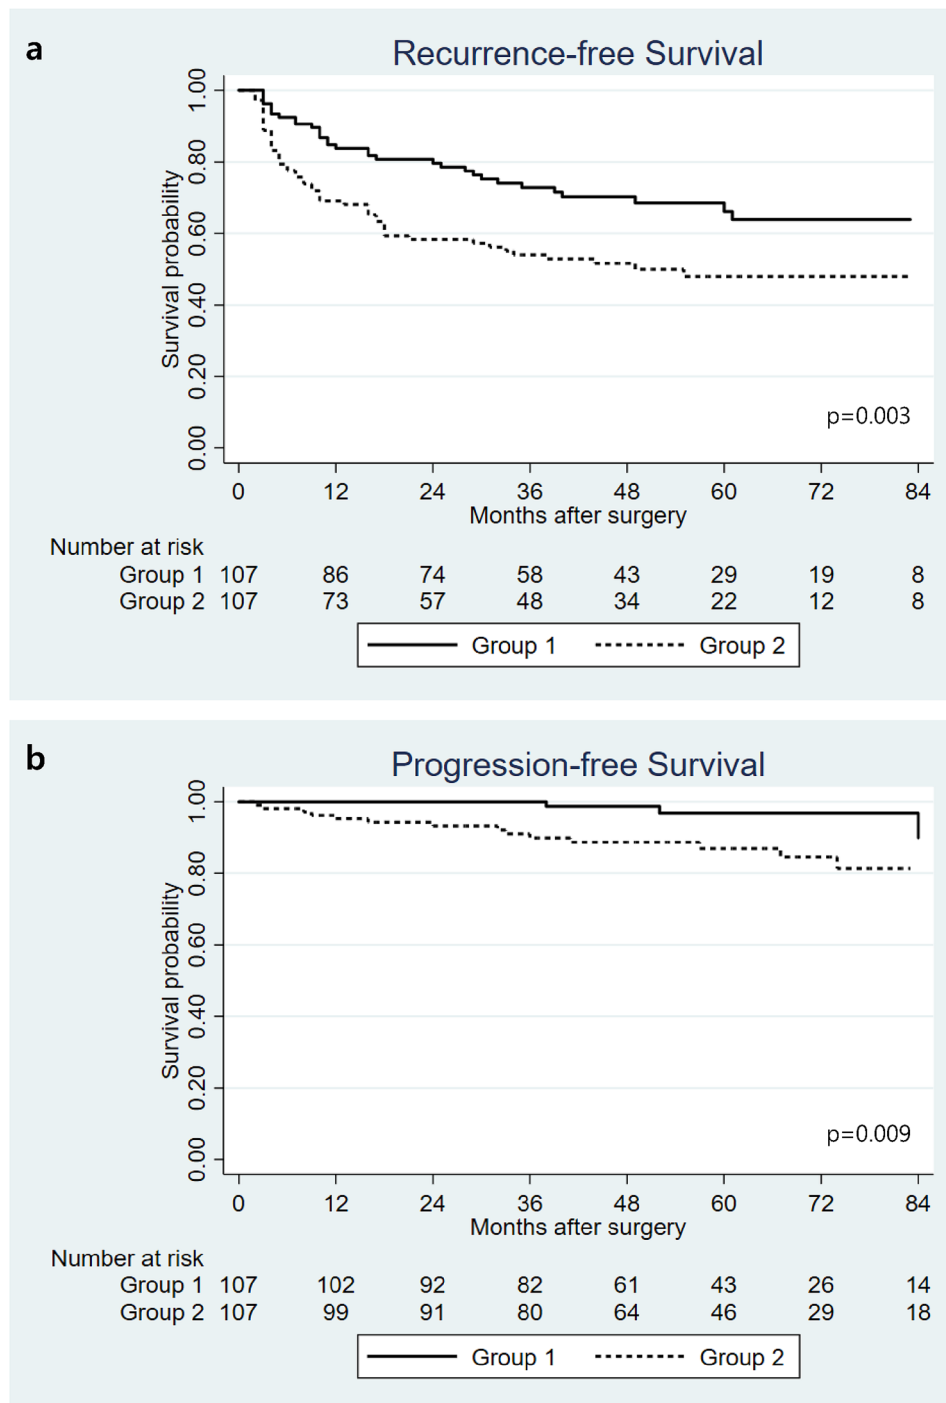 a
Recurrence-free Survival
Survival probability
1.00
0.80
0.60
0.40
0.20
0.00
p=0.003
0 12 24 36 48 60 72 84
Months after surgery
Number at risk
Group 1 107 86 74 58 43 29 19 8
Group 2 107 73 57 48 34 22 12 8
Group 1 Group 2
b
Progression-free Survival
Survival probability
1.00
0.80
0.60
0.40
0.20
0.00
p=0.009
0 12 24 36 48 60 72 84
Months after surgery
Number at risk
Group 1 107 102 92 82 61 43 26 14
Group 2 107 99 91 80 64 46 29 18
Group 1 Group 2